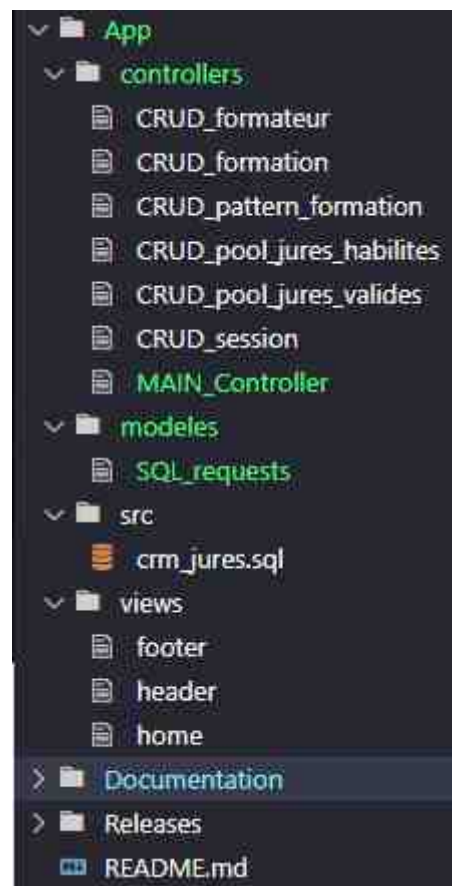 App
controllers
CRUD_formateur
CRUD_formation
CRUD_pattern_formation
CRUD_pool_jures_habilites
CRUD_pool_jures_valides
CRUD_session
MAIN_Controller
modeles
SQL_requests
src
crm_jures.sql
views
footer
header
home
Documentation
Releases
README.md